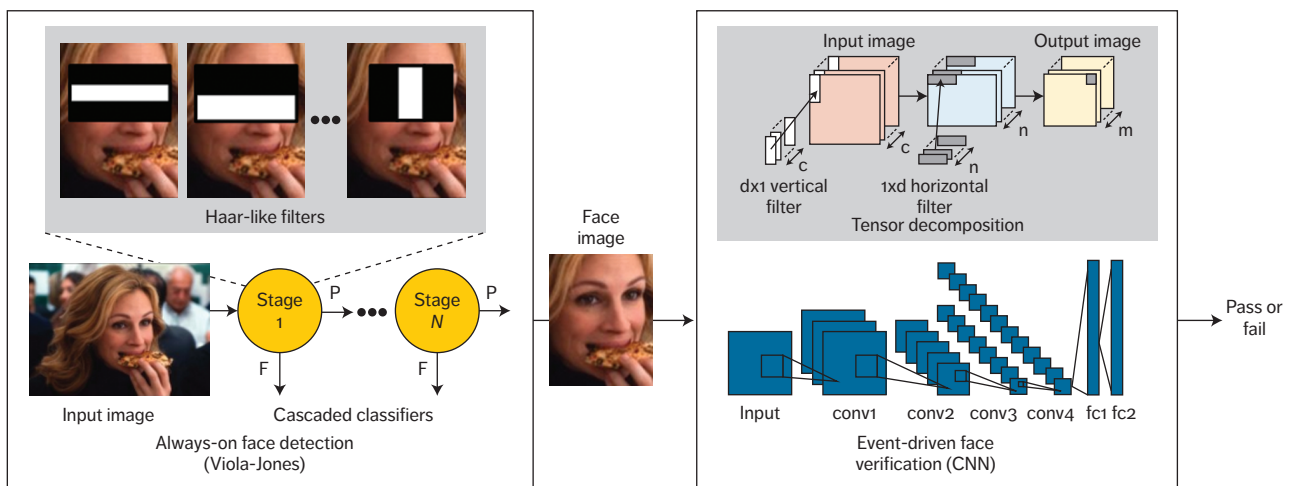 Haar-like filters
Input image
Stage
1
P
F
Stage
N
P
F
Cascaded classifiers
Always-on face detection
(Viola-Jones)
Face
image
Input image
Output image
c
c
n
n
m
dx1 vertical
filter
1xd horizontal
filter
Tensor decomposition
Input
conv1
conv2
conv3
conv4
fc1
fc2
Event-driven face
verification (CNN)
Pass or
fail